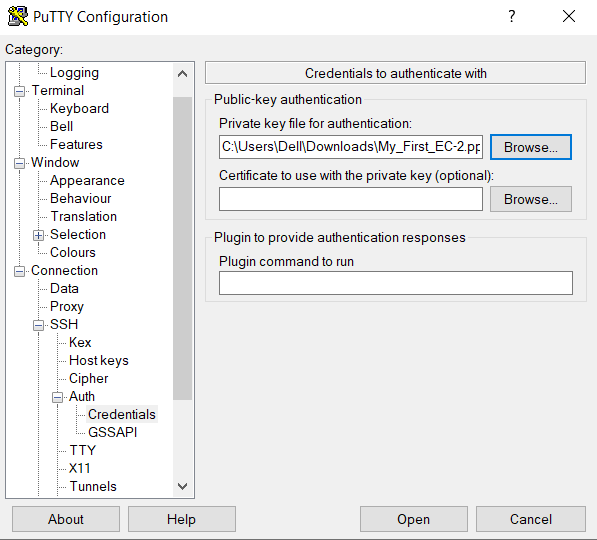 PuTTY Configuration
?
Category:
Logging
Terminal
Keyboard
Bell
Features
Window
Appearance
Behaviour
Translation
Selection
Colours
Connection
Data
Proxy
SSH
Kex
Host keys
Cipher
Auth
Credentials
GSSAPI
TTY
X11
Tunnels
Credentials to authenticate with
Public-key authentication
Private key file for authentication:
C:\Users\Dell\Downloads\My_First_EC-2.pp
Browse...
Certificate to use with the private key (optional):
Browse...
Plugin to provide authentication responses
Plugin command to run
About
Help
Open
Cancel